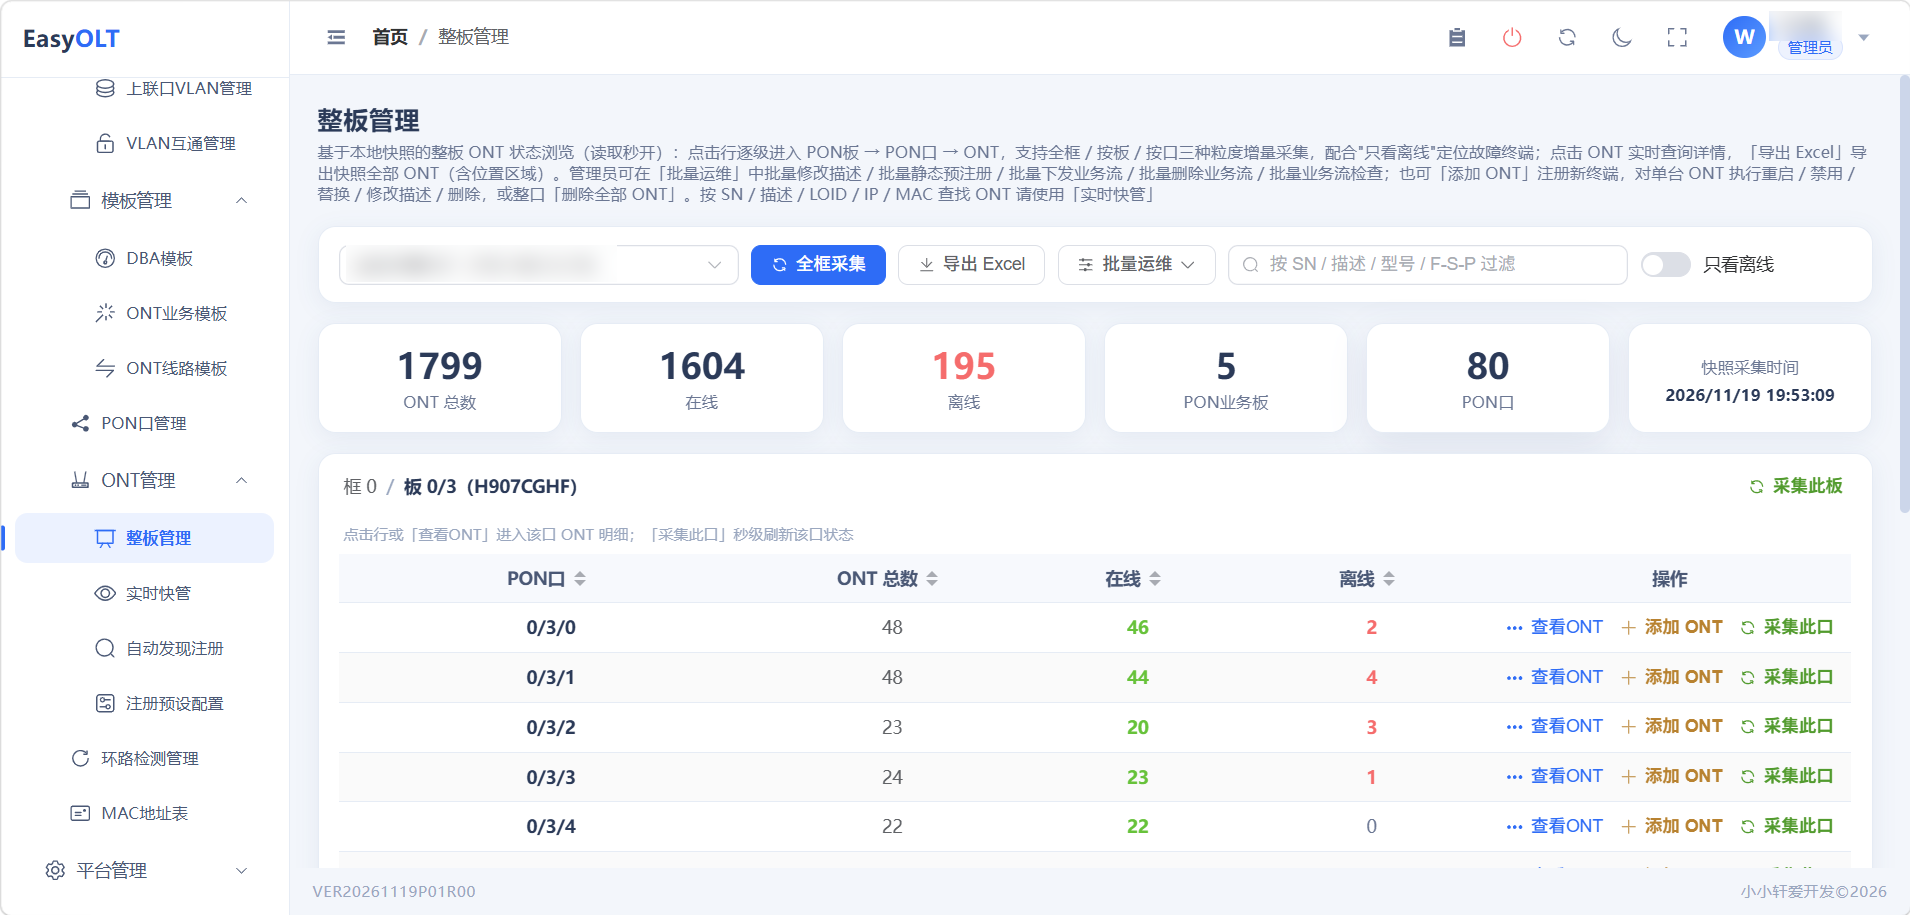 EasyOLT
首页 / 整板管理
W
管理员
上联口VLAN管理
VLAN互通管理
模板管理
DBA模板
ONT业务模板
ONT线路模板
PON口管理
ONT管理
整板管理
实时快管
自动发现注册
注册预设配置
环路检测管理
MAC地址表
平台管理
整板管理
基于本地快照的整板 ONT 状态浏览（读取秒开）：点击行逐级进入 PON板 → PON口 → ONT，支持全框 / 按板 / 按口三种粒度增量采集，配合"只看离线"定位故障终端；点击 ONT 实时查询详情，「导出 Excel」导
出快照全部 ONT（含位置区域）。管理员可在「批量运维」中批量修改描述 / 批量静态预注册 / 批量下发业务流 / 批量删除业务流 / 批量业务流检查；也可「添加 ONT」注册新终端，对单台 ONT 执行重启 / 禁用 /
替换 / 修改描述 / 删除，或整口「删除全部 ONT」。按 SN / 描述 / LOID / IP / MAC 查找 ONT 请使用「实时快管」
全框采集
导出 Excel
批量运维
按 SN / 描述 / 型号 / F-S-P 过滤
只看离线
1799
ONT 总数
1604
在线
195
离线
5
PON业务板
80
PON口
快照采集时间
2026/11/19 19:53:09
框 0 / 板 0/3（H907CGHF）
采集此板
点击行或「查看ONT」进入该口 ONT 明细；「采集此口」秒级刷新该口状态
PON口 ONT 总数 在线 离线 操作
0/3/0 48 46 2 查看ONT 添加 ONT 采集此口
0/3/1 48 44 4 查看ONT 添加 ONT 采集此口
0/3/2 23 20 3 查看ONT 添加 ONT 采集此口
0/3/3 24 23 1 查看ONT 添加 ONT 采集此口
0/3/4 22 22 0 查看ONT 添加 ONT 采集此口
VER20261119P01R00
小小轩爱开发©2026